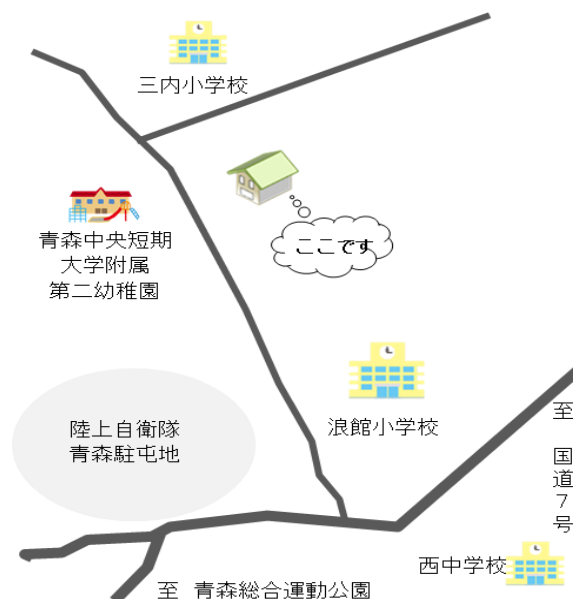 三内小学校
青森中央短期
大学附属
第二幼稚園
ここです
浪館小学校
陸上自衛隊
青森駐屯地
至 国道7号
西中学校
至 青森総合運動公園